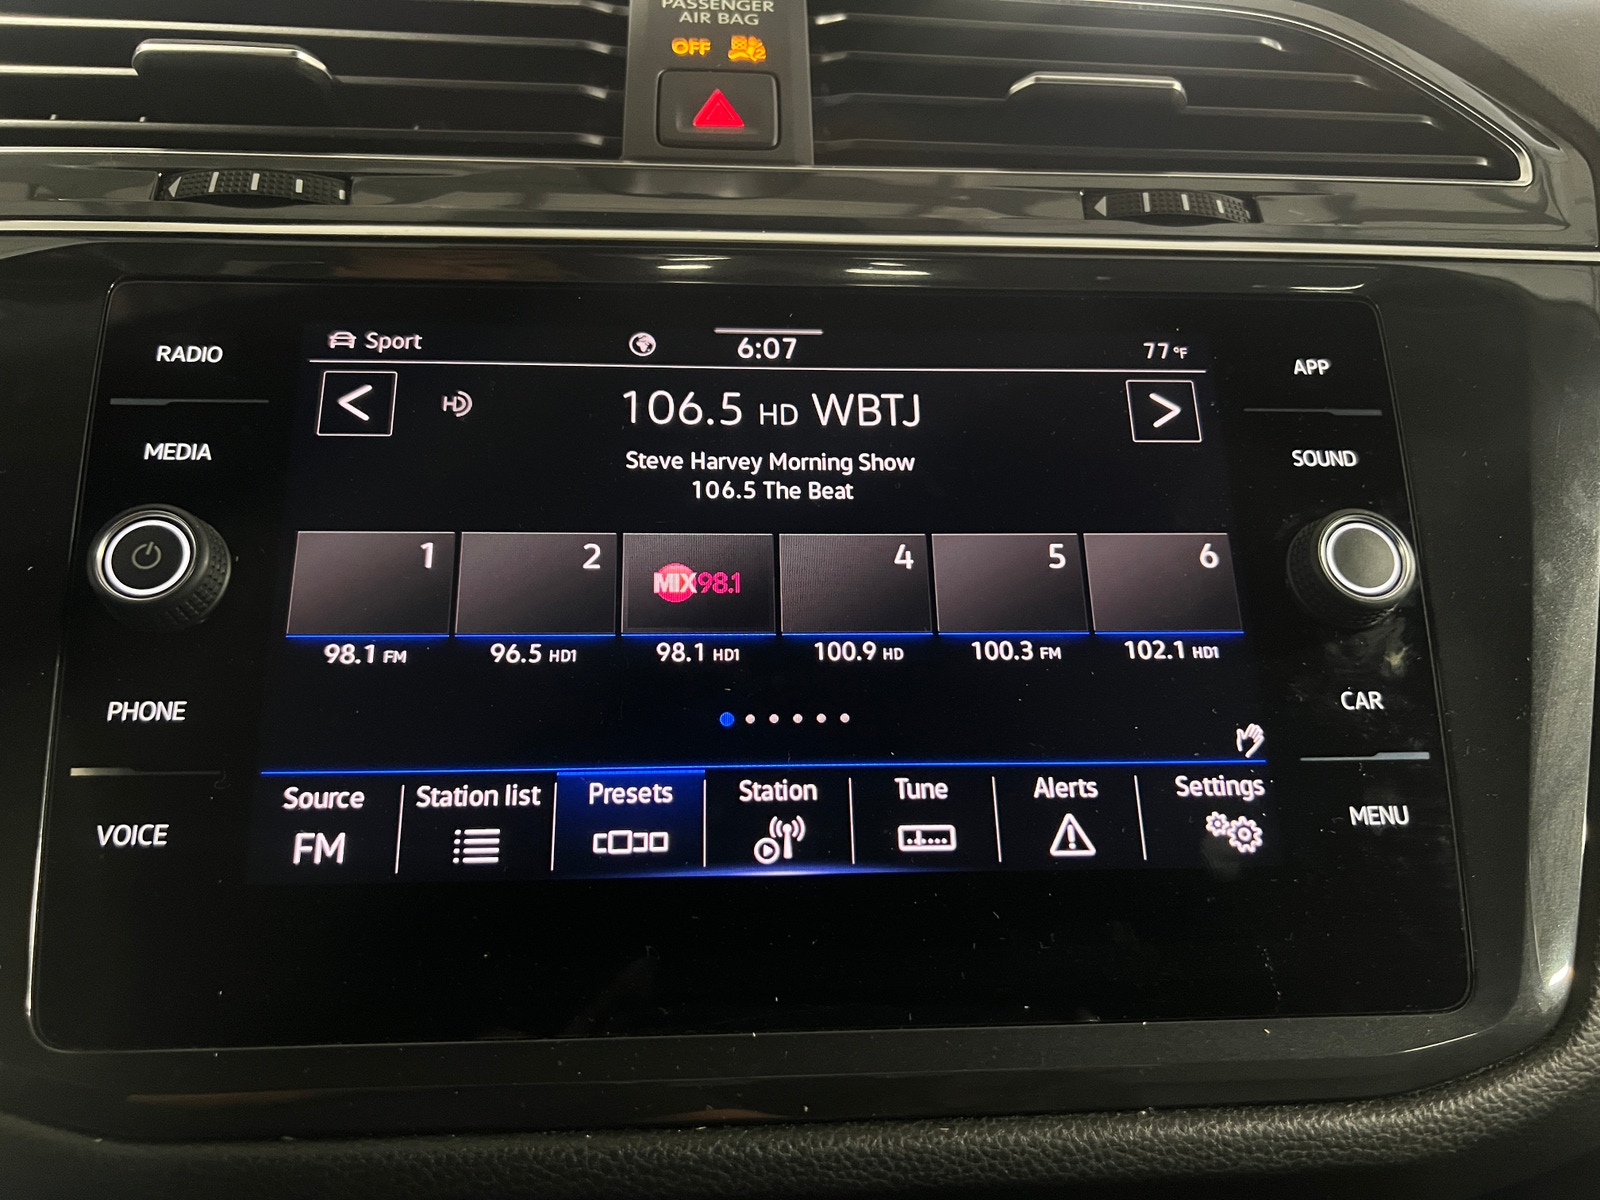 PASSENGER
AIR BAG
OFF
RADIO
MEDIA
PHONE
VOICE
Sport
6:07
77°F
HD
106.5 HD WBTJ
Steve Harvey Morning Show
106.5 The Beat
1
2
MIX98.1
4
5
6
98.1 FM
96.5 HD1
98.1 HD1
100.9 HD
100.3 FM
102.1 HD1
Source
FM
Station list
Presets
Station
Tune
Alerts
Settings
APP
SOUND
CAR
MENU